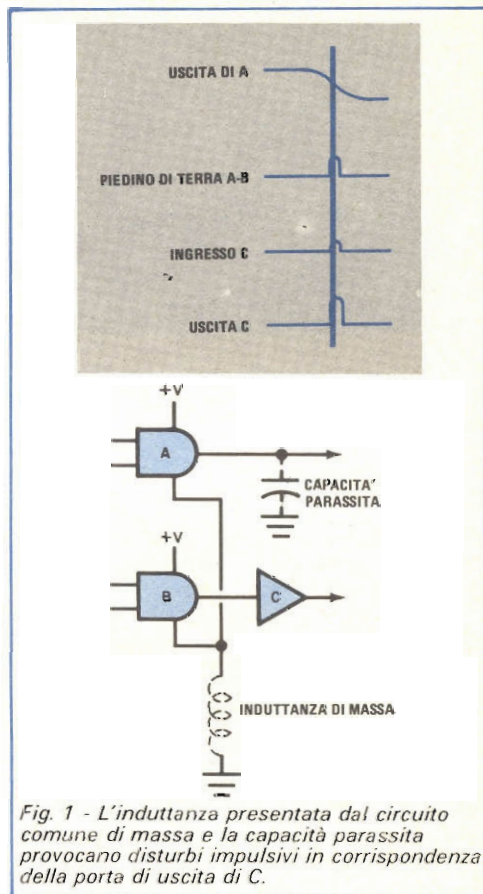 USCITA DI A
PIEDINO DI TERRA A-B
INGRESSO C
USCITA C
+V
A
CAPACITA'
PARASSITA
+V
B
C
INDUTTANZA DI MASSA
Fig. 1 - L'induttanza presentata dal circuito
comune di massa e la capacità parassita
provocano disturbi impulsivi in corrispondenza
della porta di uscita di C.